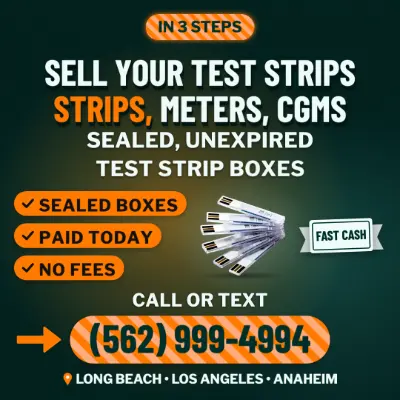 IN 3 STEPS
SELL YOUR TEST STRIPS
STRIPS, METERS, CGMS
SEALED, UNEXPIRED
TEST STRIP BOXES
✓ SEALED BOXES
✓ PAID TODAY
✓ NO FEES
FAST CASH
CALL OR TEXT
(562) 999-4994
LONG BEACH • LOS ANGELES • ANAHEIM